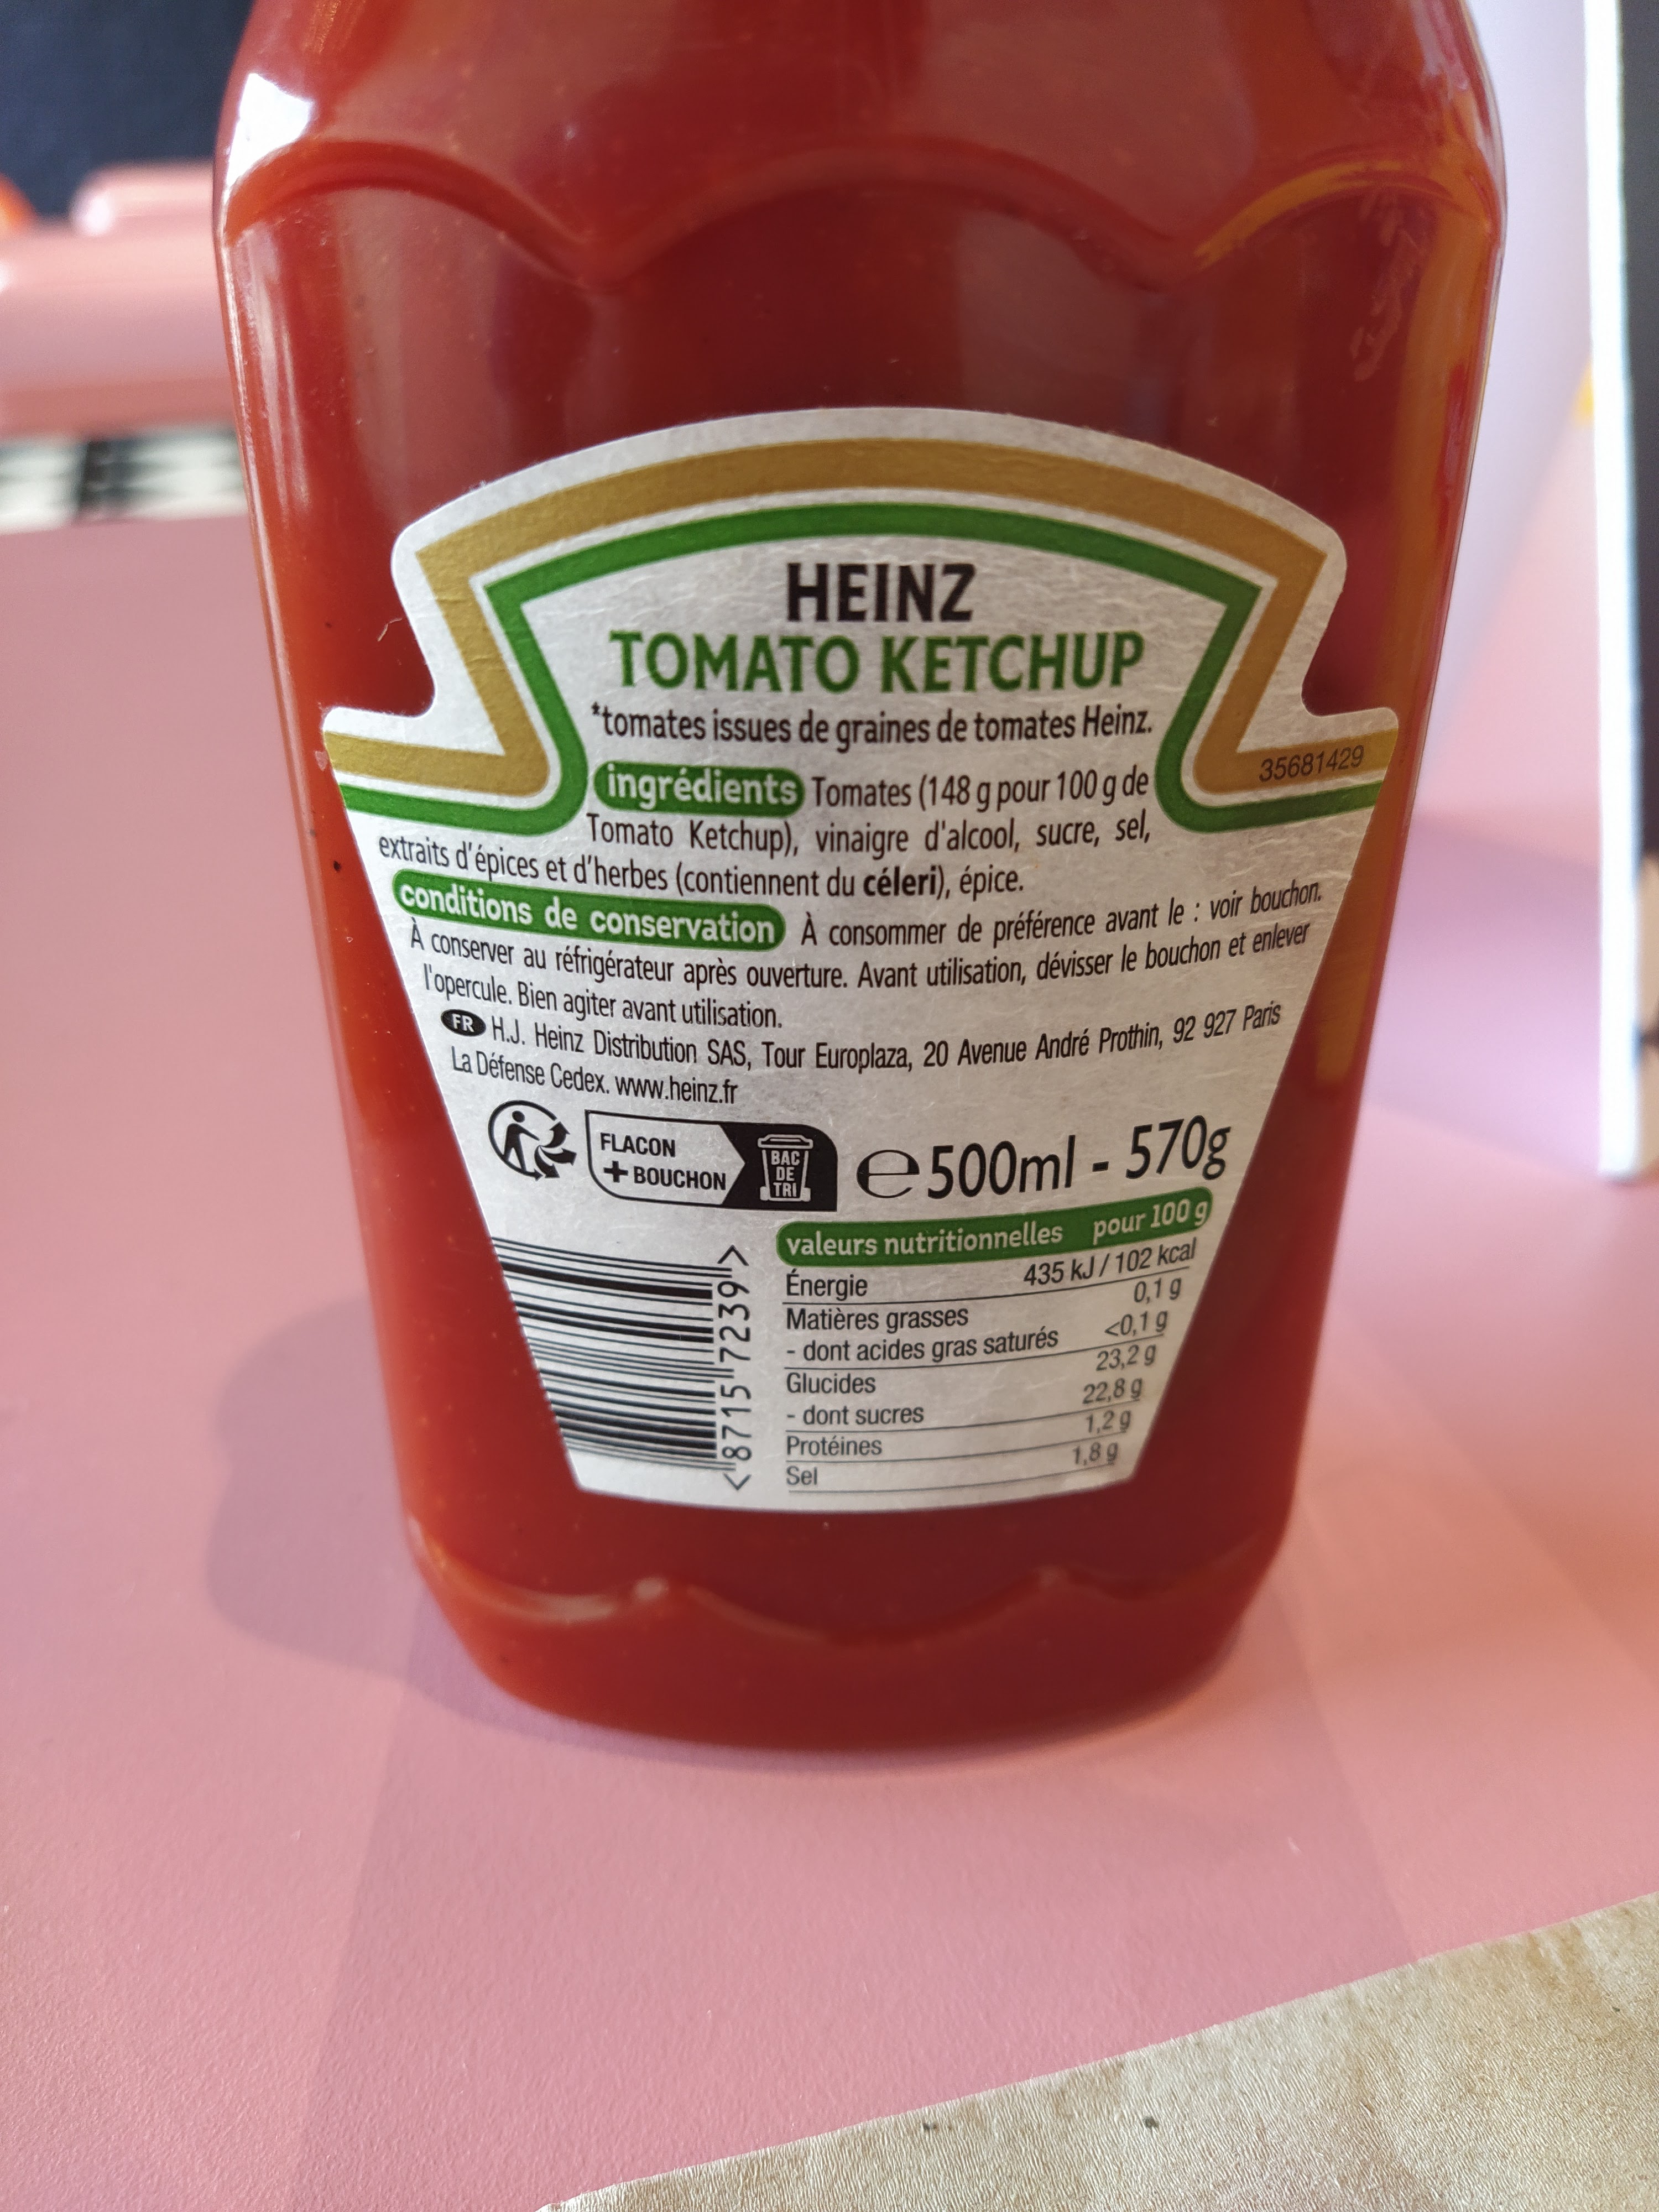 HEINZ
TOMATO KETCHUP
*tomates issues de graines de tomates Heinz.
35681429
ingrédients Tomates (148 g pour 100 g de
Tomato Ketchup), vinaigre d'alcool, sucre, sel,
extraits d'épices et d'herbes (contiennent du céleri), épice.
conditions de conservation À consommer de préférence avant le : voir bouchon.
À conserver au réfrigérateur après ouverture. Avant utilisation, dévisser le bouchon et enlever
l'opercule. Bien agiter avant utilisation.
FR H.J. Heinz Distribution SAS, Tour Europlaza, 20 Avenue André Prothin, 92 927 Paris
La Défense Cedex. www.heinz.fr
FLACON
+ BOUCHON
BAC
DE
TRI
e 500ml - 570g
valeurs nutritionnelles pour 100 g
Énergie 435 kJ / 102 kcal
Matières grasses 0,1 g
- dont acides gras saturés <0,1 g
Glucides 23,2 g
- dont sucres 22,8 g
Protéines 1,2 g
Sel 1,8 g
<87157239>